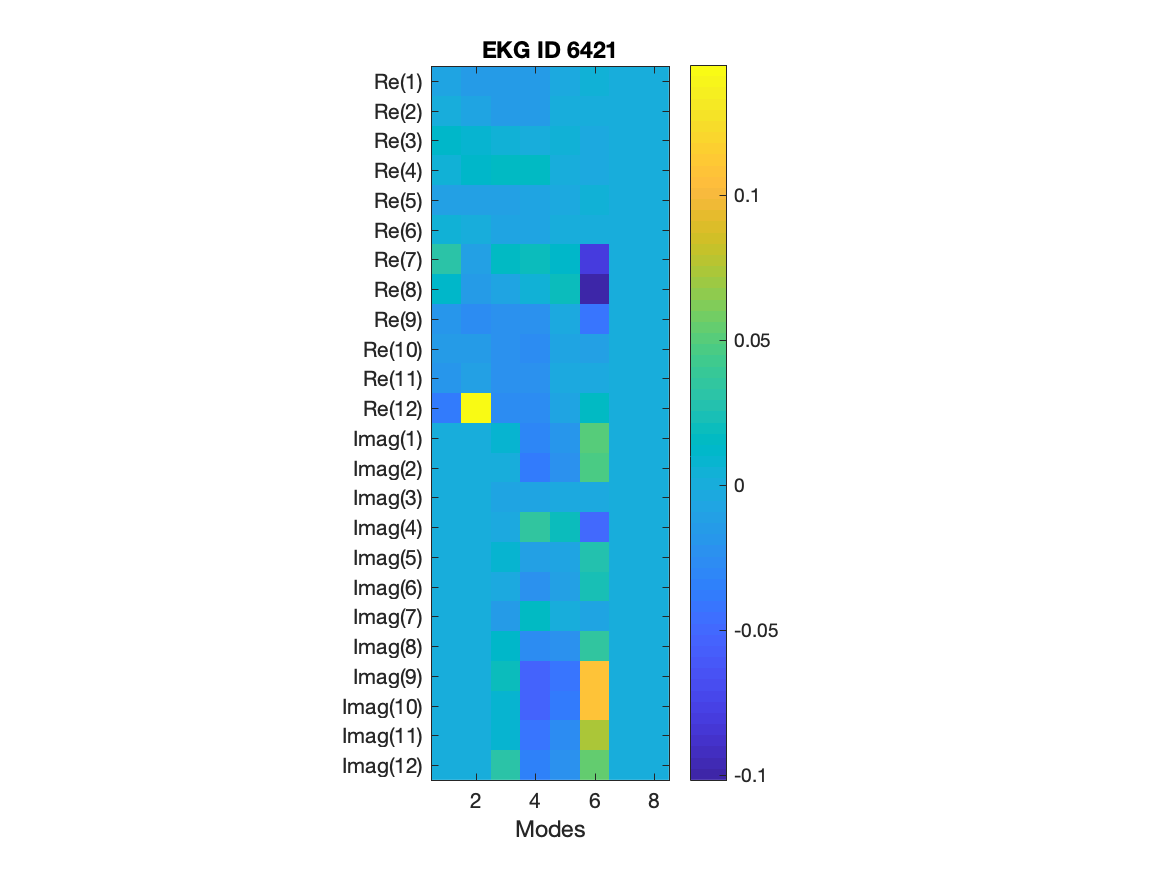 EKG ID 6421
Re(1)
Re(2)
Re(3)
Re(4)
Re(5)
Re(6)
Re(7)
Re(8)
Re(9)
Re(10)
Re(11)
Re(12)
Imag(1)
Imag(2)
Imag(3)
Imag(4)
Imag(5)
Imag(6)
Imag(7)
Imag(8)
Imag(9)
Imag(10)
Imag(11)
Imag(12)
2 4 6 8
Modes
0.1
0.05
0
-0.05
-0.1